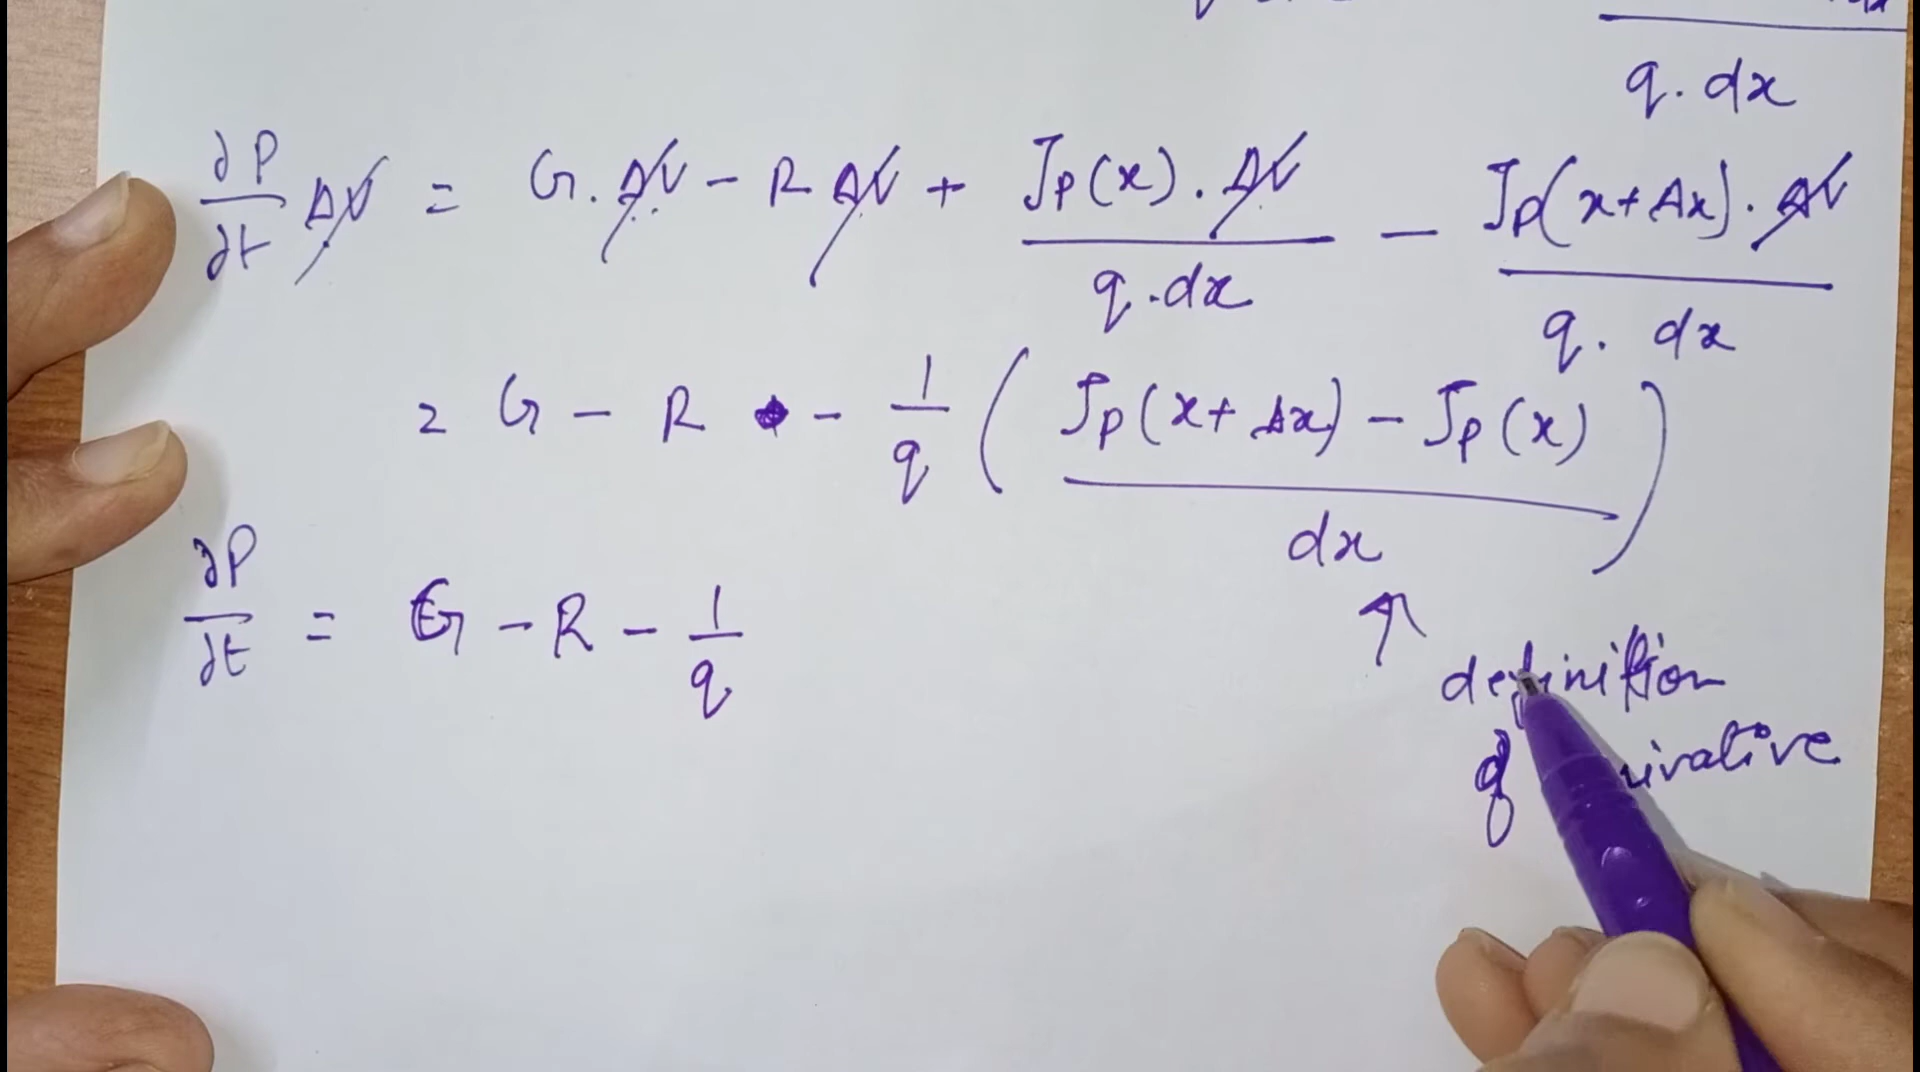 q. dx
∂P/∂t ΔV = G. ΔV - R ΔV + Jp(x). ΔV / q.dx - Jp(x+Δx). ΔV / q. dx
= G - R - 1/q ( Jp(x+Δx) - Jp(x) / dx )
∂P/∂t = G - R - 1/q
↑
definition
of